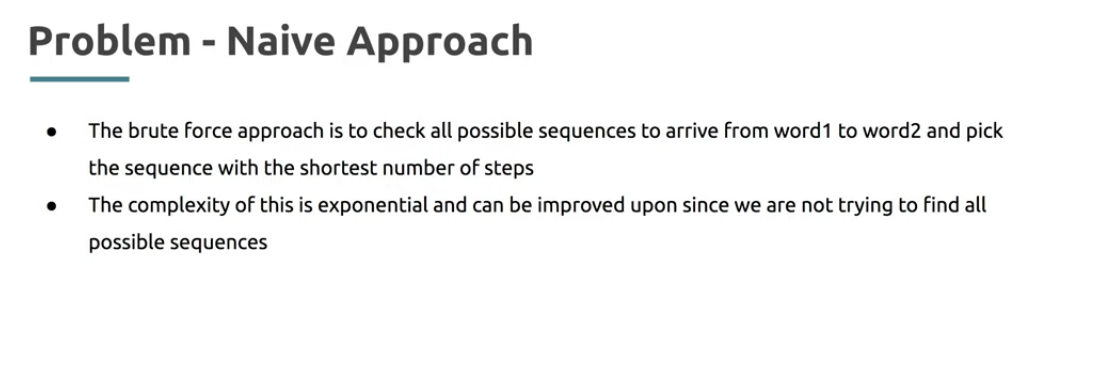 Problem - Naive Approach
● The brute force approach is to check all possible sequences to arrive from word1 to word2 and pick
the sequence with the shortest number of steps
● The complexity of this is exponential and can be improved upon since we are not trying to find all
possible sequences